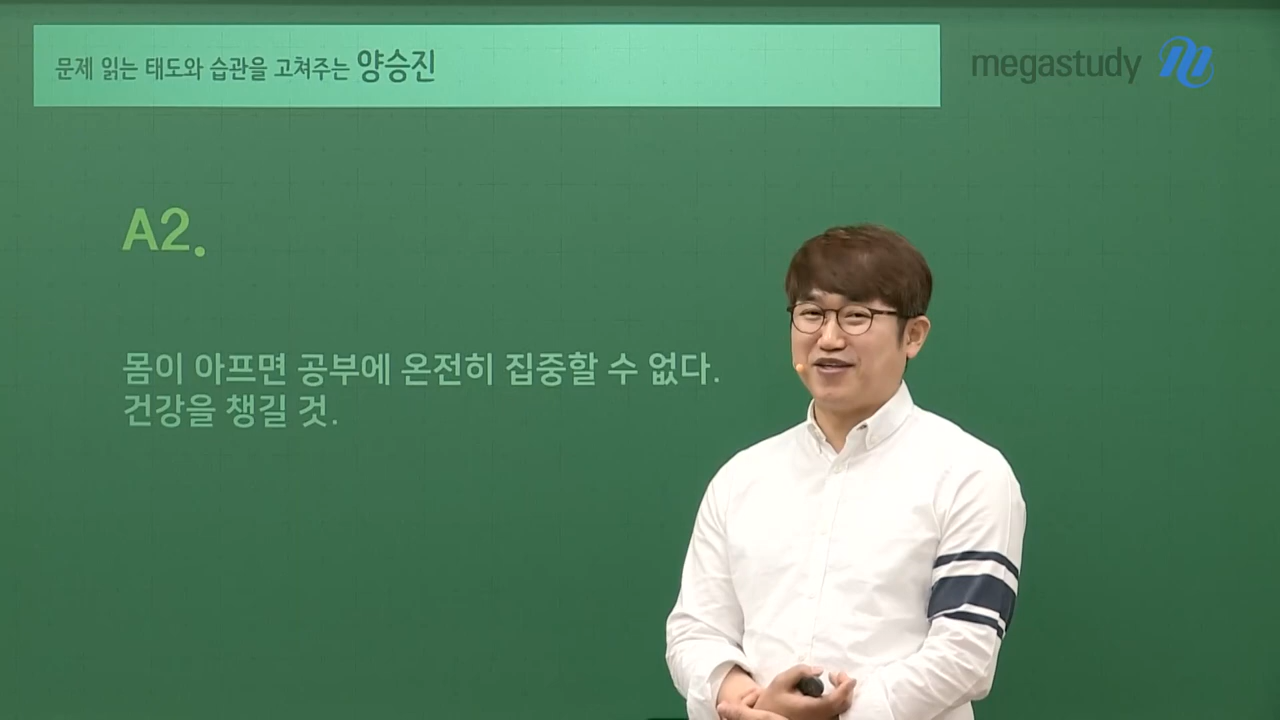 문제 읽는 태도와 습관을 고쳐주는 양승진
megastudy
A2.
몸이 아프면 공부에 온전히 집중할 수 없다.
건강을 챙길 것.